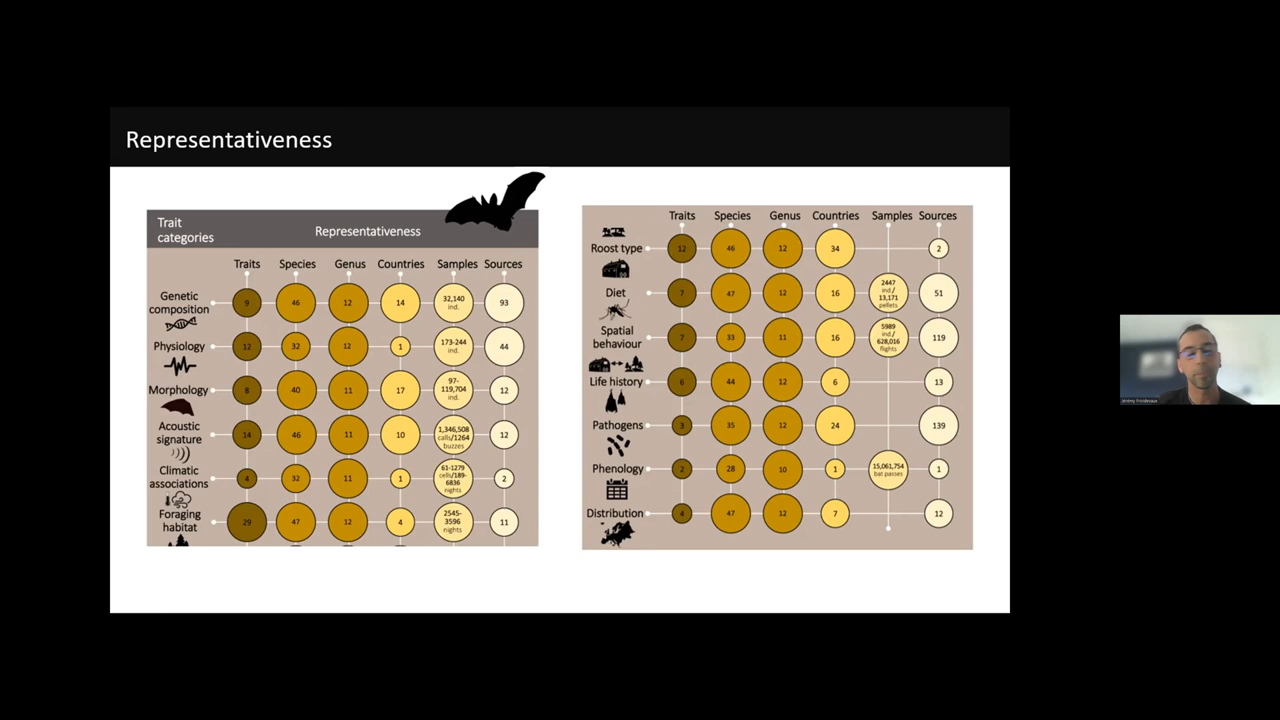 Representativeness
Trait
categories
Representativeness
Traits Species Genus Countries Samples Sources
Genetic
composition
9 46 12 14 32,140
ind. 93
Physiology 12 32 12 1 173-244
ind. 44
Morphology 8 40 11 17 97-
119,704
ind. 12
Acoustic
signature
14 46 11 10 1,346,508
calls/1264
buzzes 12
Climatic
associations
4 32 11 1 61-1279
cells/189-
6836
nights 2
Foraging
habitat
29 47 12 4 2545-
3596
nights 11
Traits Species Genus Countries Samples Sources
Roost type 12 46 12 34 2
Diet 7 47 12 16 2447
ind./
13,171
pellets 51
Spatial
behaviour
7 33 11 16 5989
ind./
628,016
flights 119
Life history 6 44 12 6 13
Pathogens 3 35 12 24 139
Phenology 2 28 10 1 15,061,754
bat passes 1
Distribution 4 47 12 7 12